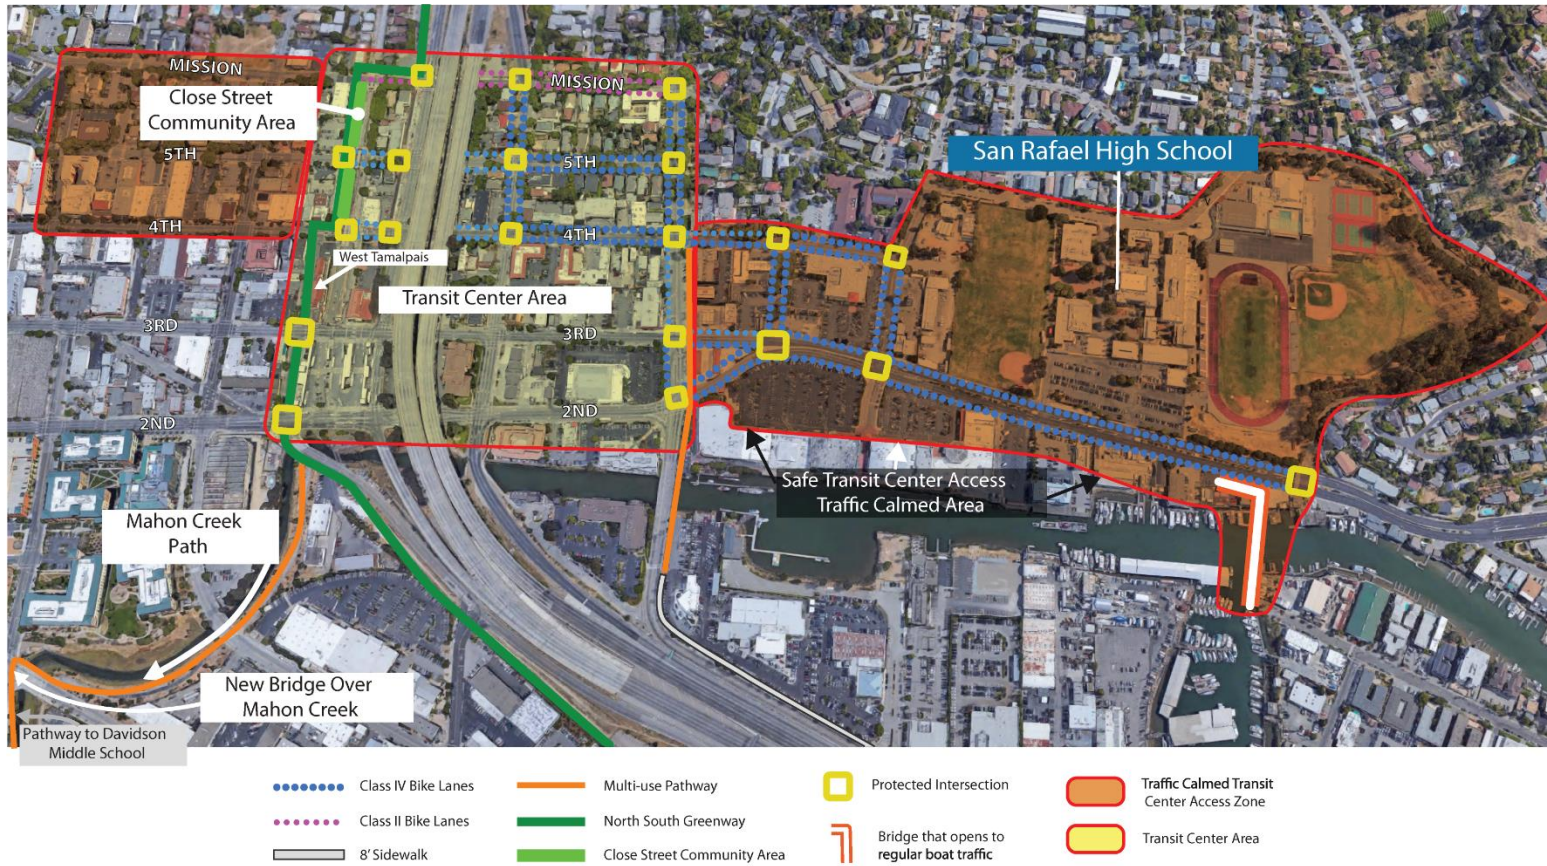 MISSION
MISSION
Close Street
Community Area
5TH
5TH
San Rafael High School
4TH
4TH
West Tamalpais
Transit Center Area
3RD
3RD
2ND
2ND
Safe Transit Center Access
Traffic Calmed Area
Mahon Creek
Path
New Bridge Over
Mahon Creek
Pathway to Davidson
Middle School
Class IV Bike Lanes
Class II Bike Lanes
8' Sidewalk
Multi-use Pathway
North South Greenway
Close Street Community Area
Protected Intersection
Bridge that opens to
regular boat traffic
Traffic Calmed Transit
Center Access Zone
Transit Center Area